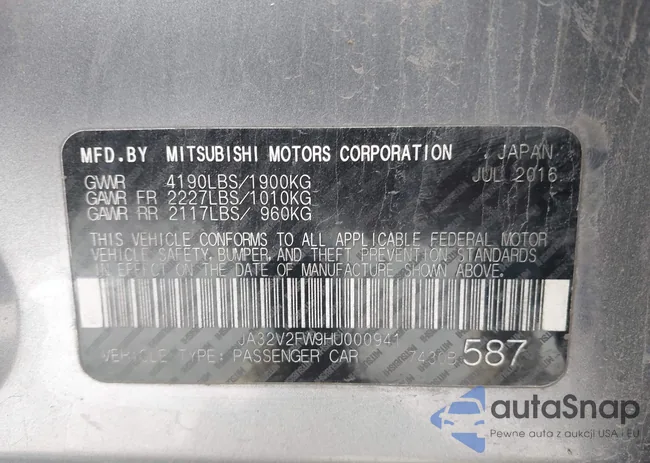 MFD.BY MITSUBISHI MOTORS CORPORATION JAPAN
GVWR 4190LBS/1900KG JUL 2016
GAWR FR 2227LBS/1010KG
GAWR RR 2117LBS/ 960KG
THIS VEHICLE CONFORMS TO ALL APPLICABLE FEDERAL MOTOR
VEHICLE SAFETY, BUMPER, AND THEFT PREVENTION STANDARDS
IN EFFECT ON THE DATE OF MANUFACTURE SHOWN ABOVE.
JA32V2FW9HU000941
VEHICLE TYPE: PASSENGER CAR 587
autoSnap
Pewne auta z aukcji USA i EU